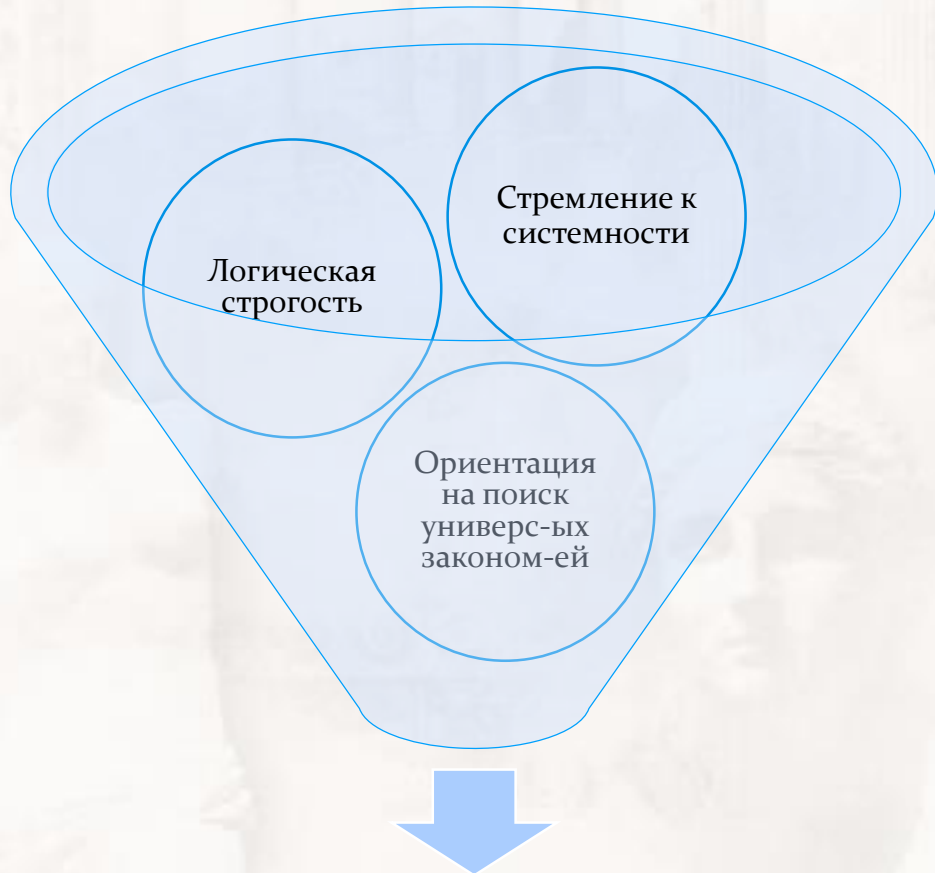 Стремление к
системности
Логическая
строгость
Ориентация
на поиск
универс-ых
законом-ей